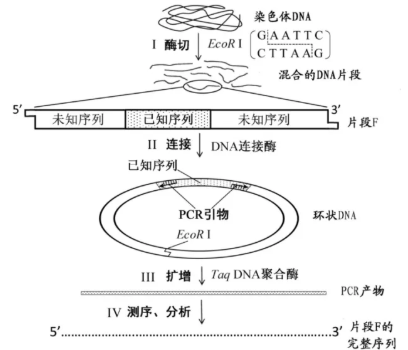 染色体DNA
I 酶切
EcoR I
GAATTC
CTTAAG
混合的DNA片段
5' 3'
未知序列 已知序列 未知序列 片段F
II 连接 DNA连接酶
已知序列
PCR引物
EcoR I
环状DNA
III 扩增 Taq DNA聚合酶
PCR产物
IV 测序、分析
5' 3'
片段F的
完整序列